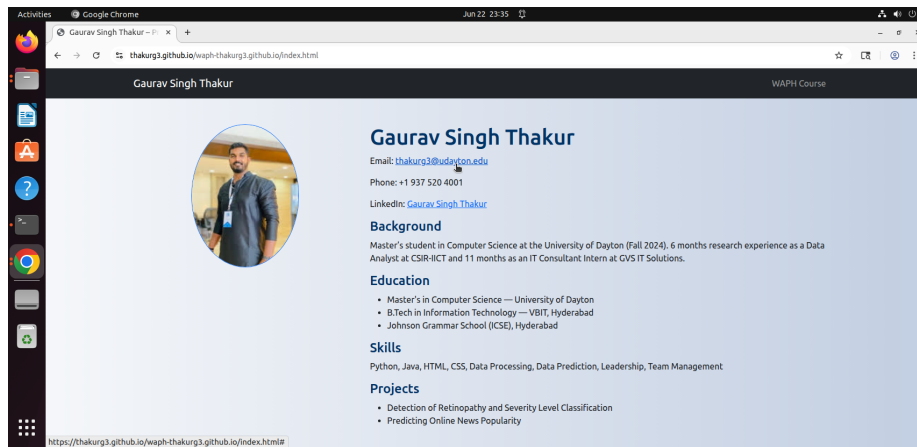 Activities
Google Chrome
Jun 22 23:35
Gaurav Singh Thakur – P
thakurg3.github.io/waph-thakurg3.github.io/index.html
Gaurav Singh Thakur
WAPH Course
Gaurav Singh Thakur
Email: thakurg3@udayton.edu
Phone: +1 937 520 4001
LinkedIn: Gaurav Singh Thakur
Background
Master's student in Computer Science at the University of Dayton (Fall 2024). 6 months research experience as a Data
Analyst at CSIR-IICT and 11 months as an IT Consultant Intern at GVS IT Solutions.
Education
• Master's in Computer Science — University of Dayton
• B.Tech in Information Technology — VBIT, Hyderabad
• Johnson Grammar School (ICSE), Hyderabad
Skills
Python, Java, HTML, CSS, Data Processing, Data Prediction, Leadership, Team Management
Projects
• Detection of Retinopathy and Severity Level Classification
• Predicting Online News Popularity
https://thakurg3.github.io/waph-thakurg3.github.io/index.html#